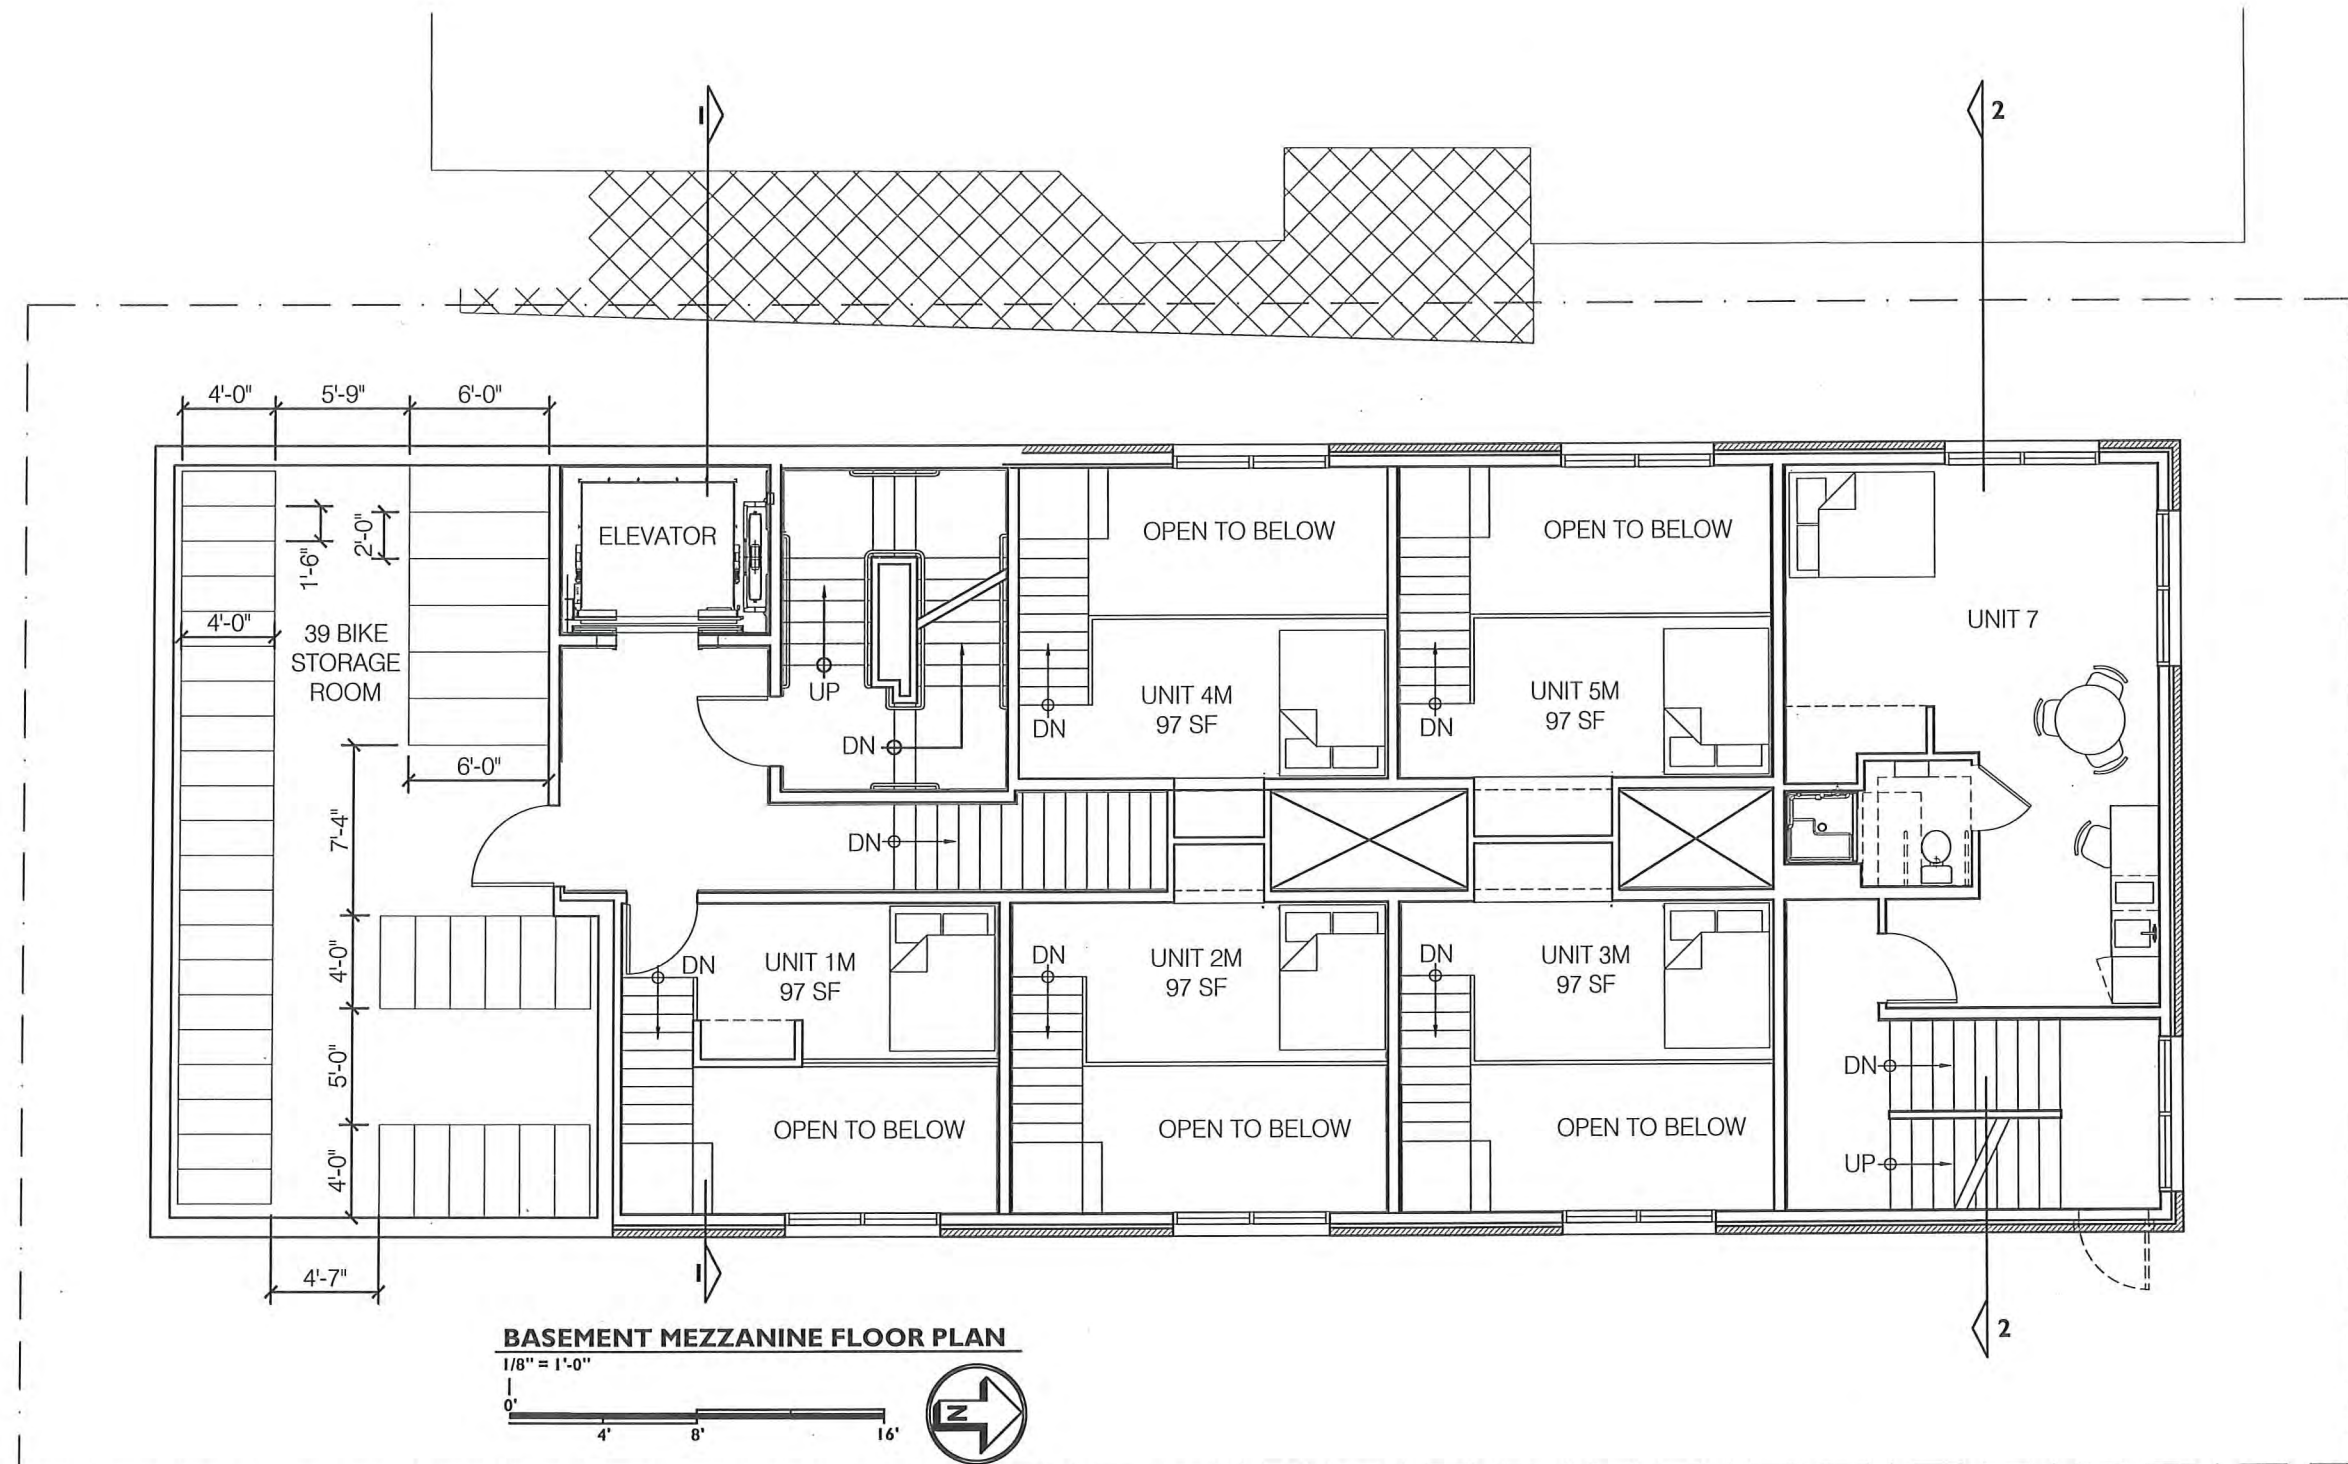 1
2
4'-0"
5'-9"
6'-0"
1'-6"
2'-0"
4'-0"
39 BIKE
STORAGE
ROOM
6'-0"
7'-4"
4'-0"
5'-0"
4'-0"
4'-7"
ELEVATOR
UP
DN
DN
OPEN TO BELOW
UNIT 4M
97 SF
DN
OPEN TO BELOW
UNIT 5M
97 SF
DN
UNIT 7
DN
UNIT 1M
97 SF
OPEN TO BELOW
DN
UNIT 2M
97 SF
OPEN TO BELOW
DN
UNIT 3M
97 SF
OPEN TO BELOW
DN
UP
1
2
BASEMENT MEZZANINE FLOOR PLAN
1/8" = 1'-0"
0'
4'
8'
16'
N